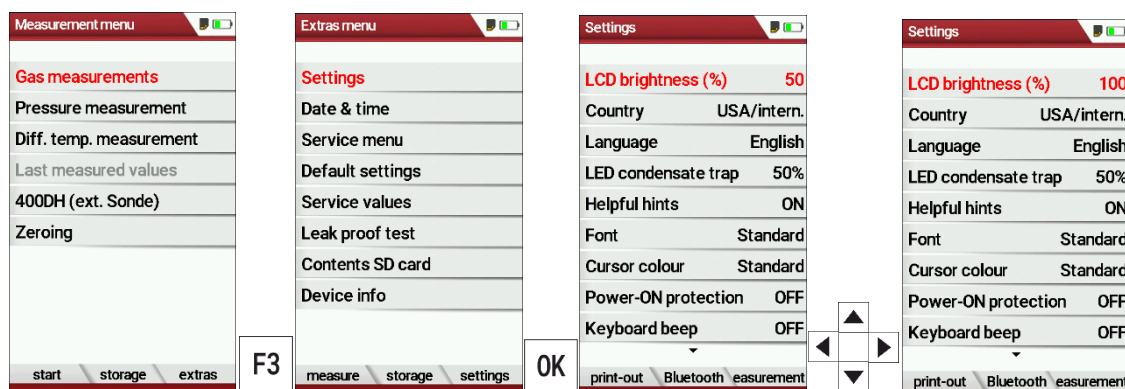 Measurement menu
Gas measurements
Pressure measurement
Diff. temp. measurement
Last measured values
400DH (ext. Sonde)
Zeroing
start storage extras
F3
Extras menu
Settings
Date & time
Service menu
Default settings
Service values
Leak proof test
Contents SD card
Device info
measure storage settings
OK
Settings
LCD brightness (%) 50
Country USA/intern.
Language English
LED condensate trap 50%
Helpful hints ON
Font Standard
Cursor colour Standard
Power-ON protection OFF
Keyboard beep OFF
print-out Bluetooth easurement
Settings
LCD brightness (%) 100
Country USA/intern.
Language English
LED condensate trap 50%
Helpful hints ON
Font Standard
Cursor colour Standard
Power-ON protection OFF
Keyboard beep OFF
print-out Bluetooth easurement